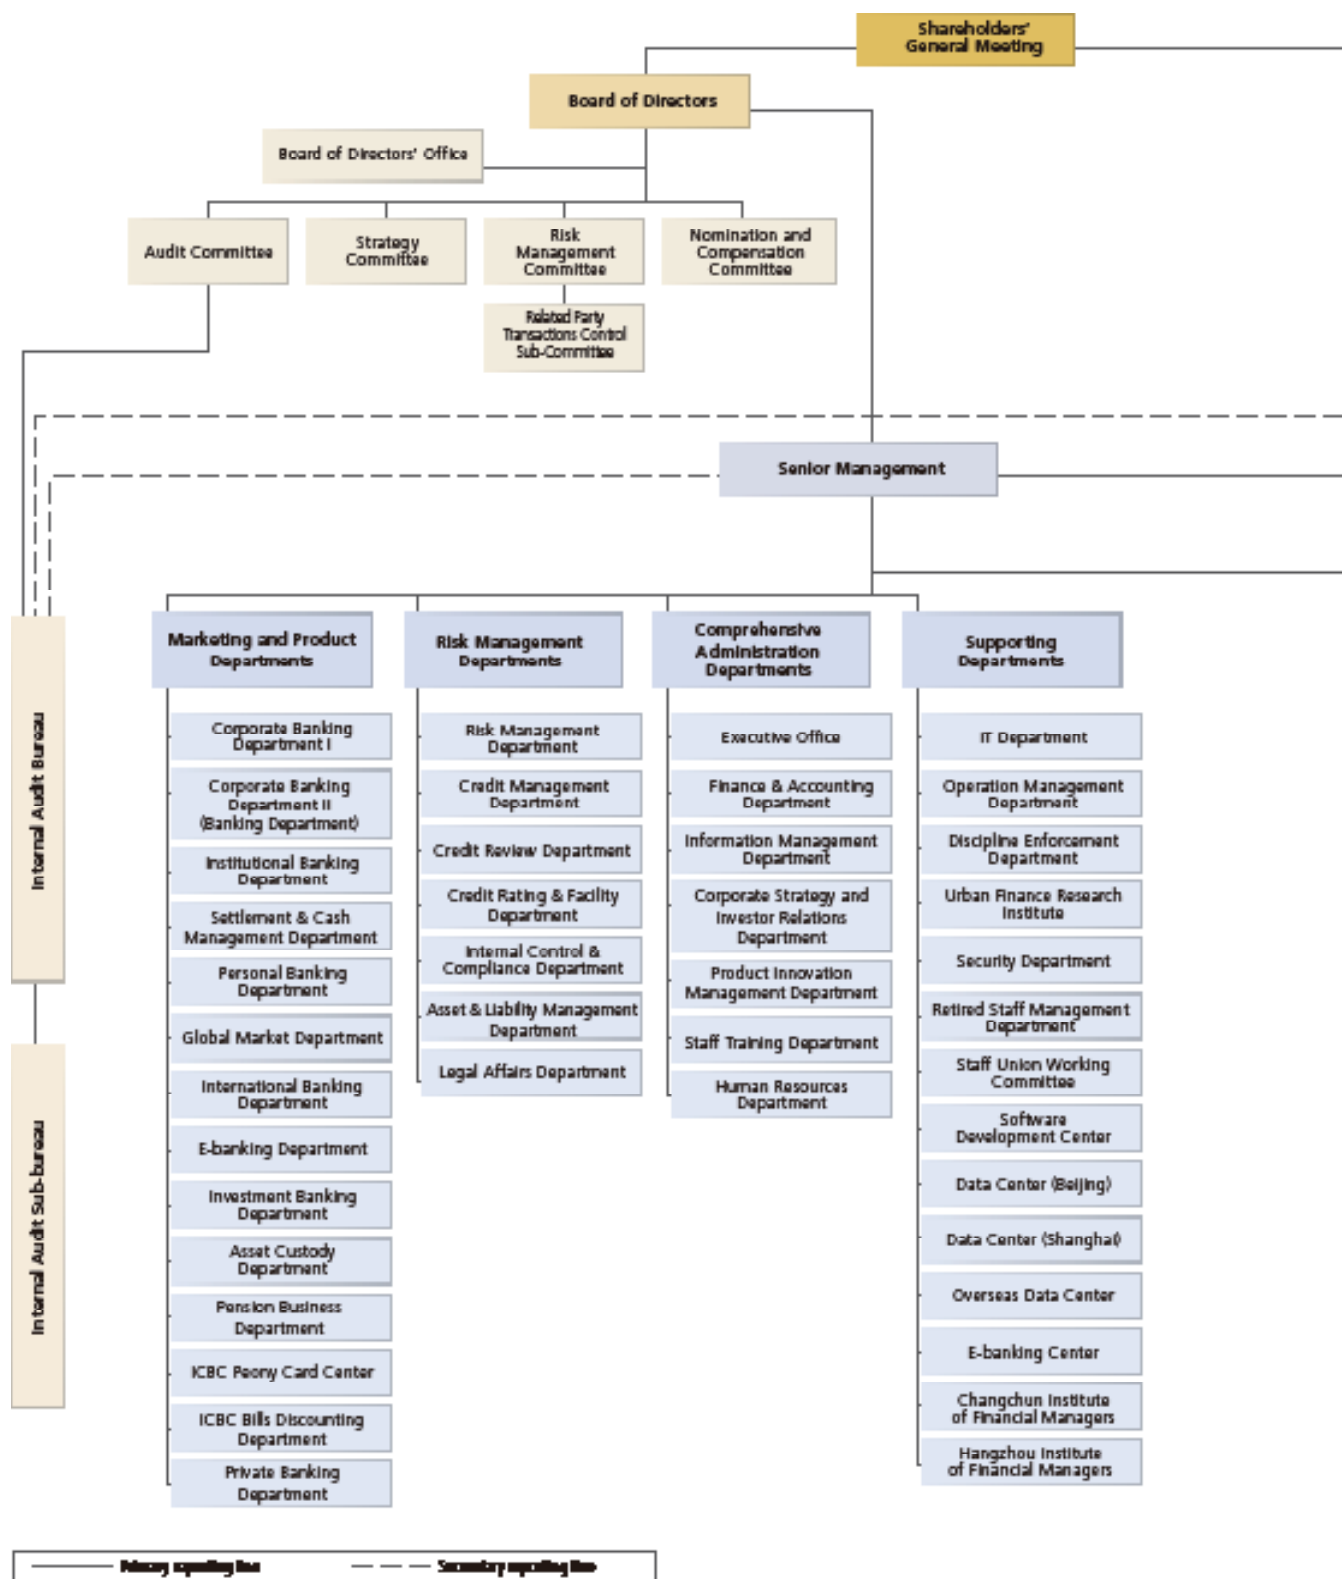 Shareholders'
General Meeting
Board of Directors
Board of Directors' Office
Audit Committee
Strategy
Committee
Risk
Management
Committee
Nomination and
Compensation
Committee
Related Party
Transactions Control
Sub-Committee
Senior Management
Internal Audit Bureau
Internal Audit Sub-bureau
Marketing and Product
Departments
Corporate Banking
Department I
Corporate Banking
Department II
(Banking Department)
Institutional Banking
Department
Settlement & Cash
Management Department
Personal Banking
Department
Global Market Department
International Banking
Department
E-banking Department
Investment Banking
Department
Asset Custody
Department
Pension Business
Department
ICBC Peony Card Center
ICBC Bills Discounting
Department
Private Banking
Department
Risk Management
Departments
Risk Management
Department
Credit Management
Department
Credit Review Department
Credit Rating & Facility
Department
Internal Control &
Compliance Department
Asset & Liability Management
Department
Legal Affairs Department
Comprehensive
Administration
Departments
Executive Office
Finance & Accounting
Department
Information Management
Department
Corporate Strategy and
Investor Relations
Department
Product Innovation
Management Department
Staff Training Department
Human Resources
Department
Supporting
Departments
IT Department
Operation Management
Department
Discipline Enforcement
Department
Urban Finance Research
Institute
Security Department
Retired Staff Management
Department
Staff Union Working
Committee
Software
Development Center
Data Center (Beijing)
Data Center (Shanghai)
Overseas Data Center
E-banking Center
Changchun Institute
of Financial Managers
Hangzhou Institute
of Financial Managers
Primary reporting line
Secondary reporting line